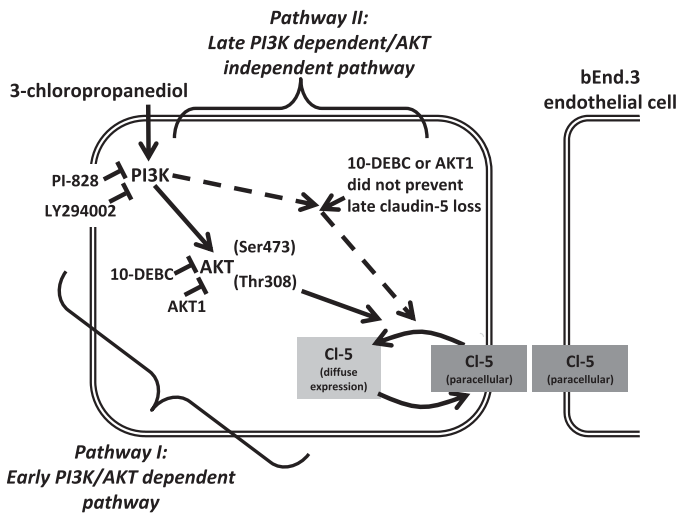 Pathway II:
Late PI3K dependent/AKT
independent pathway
3-chloropropanediol
bEnd.3
endothelial cell
PI-828
PI3K
LY294002
10-DEBC or AKT1
did not prevent
late claudin-5 loss
10-DEBC
AKT
(Ser473)
(Thr308)
AKT1
Cl-5
(diffuse
expression)
Cl-5
(paracellular)
Cl-5
(paracellular)
Pathway I:
Early PI3K/AKT dependent
pathway